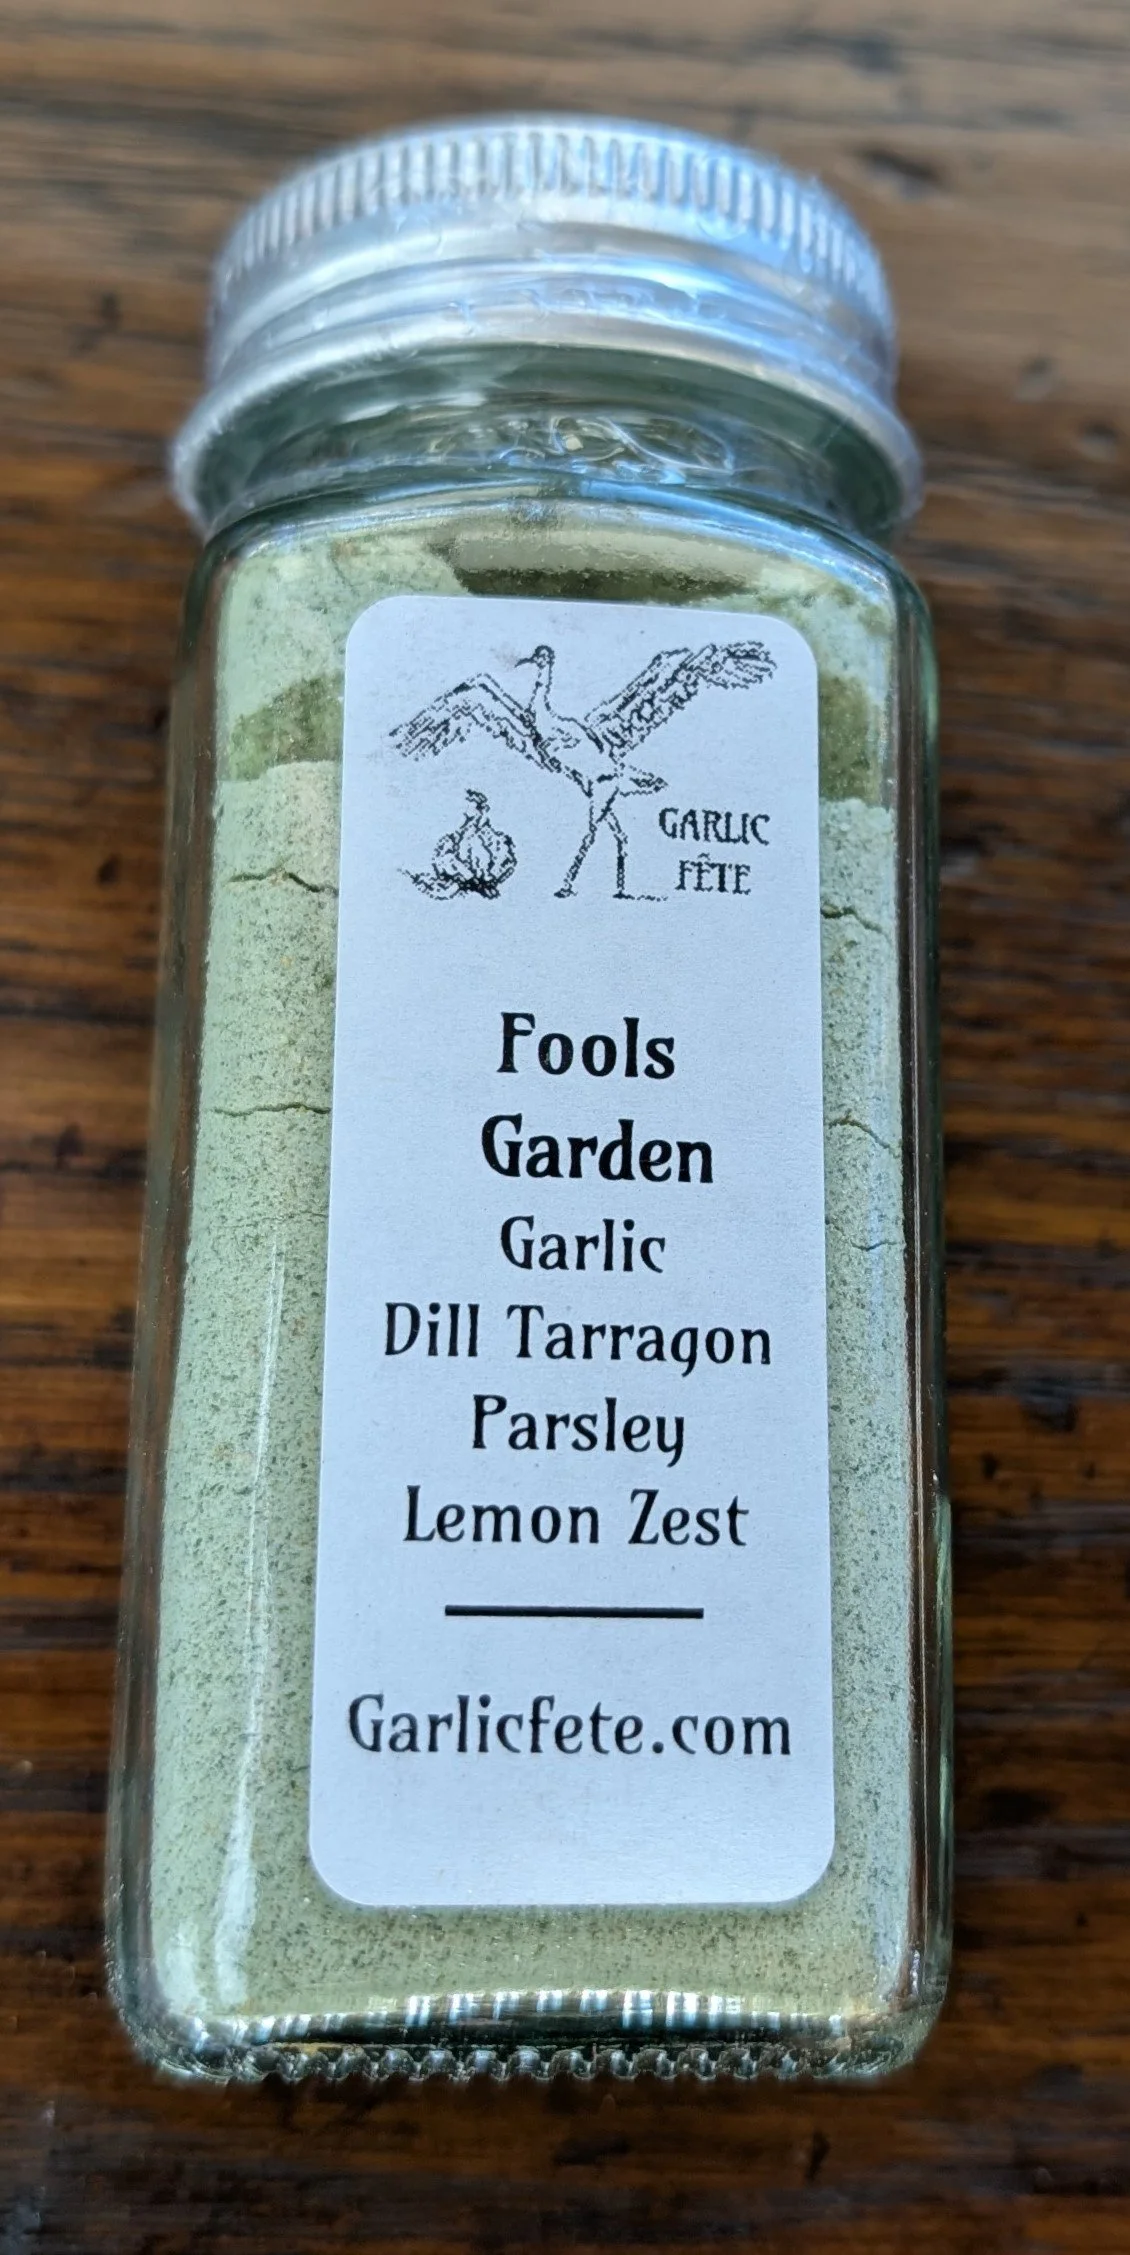 GARLIC
FÊTE
Fools
Garden
Garlic
Dill Tarragon
Parsley
Lemon Zest
Garlicfete.com